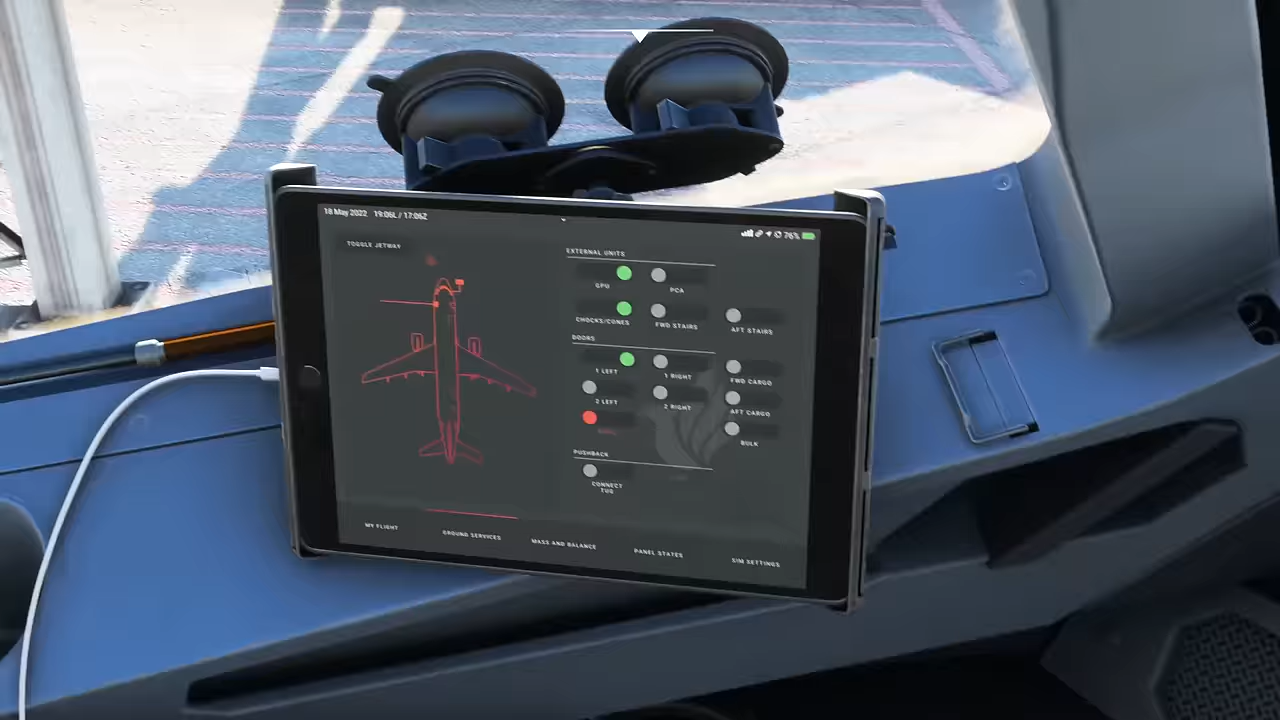 18 May 2022 19:06L / 17:06Z
76%
TOGGLE JETWAY
EXTERNAL UNITS
GPU
PCA
CHOCKS/CONES
FWD STAIRS
AFT STAIRS
DOORS
1 LEFT
1 RIGHT
FWD CARGO
2 LEFT
2 RIGHT
AFT CARGO
BULK
PUSHBACK
CONNECT
TUG
MY FLIGHT
GROUND SERVICES
MASS AND BALANCE
PANEL STATES
SIM SETTINGS